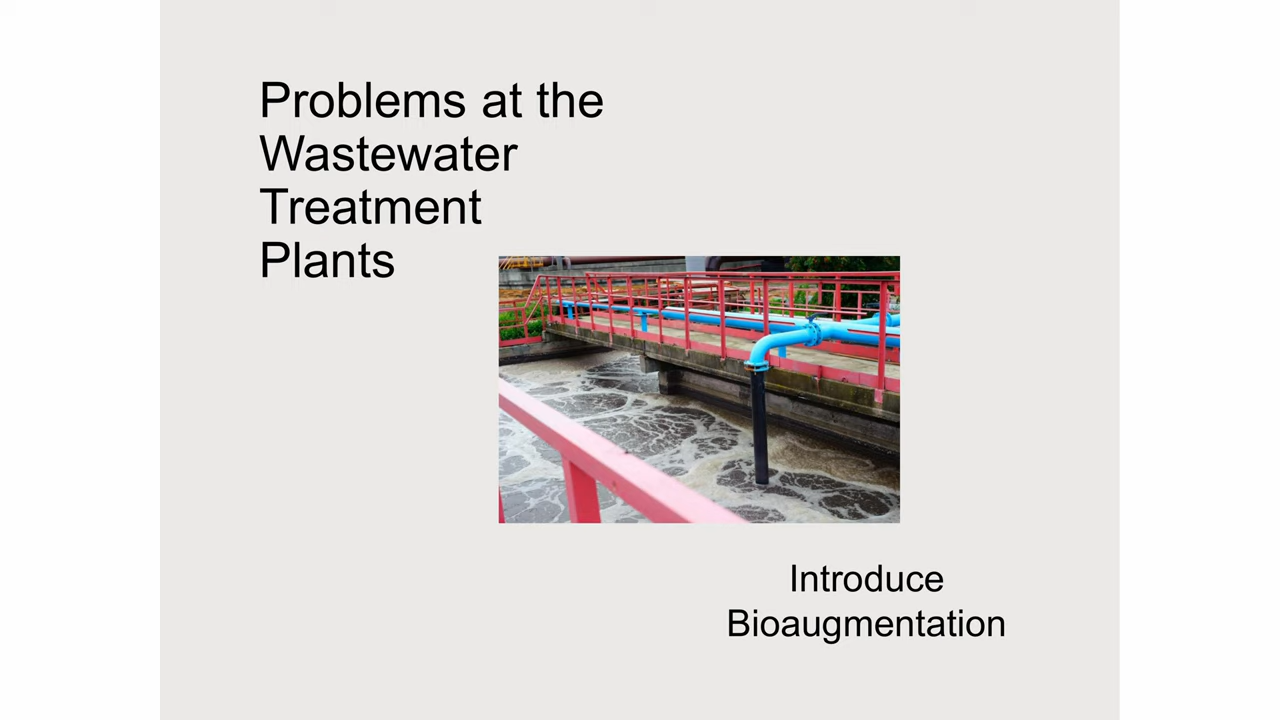 Problems at the
Wastewater
Treatment
Plants
Introduce
Bioaugmentation